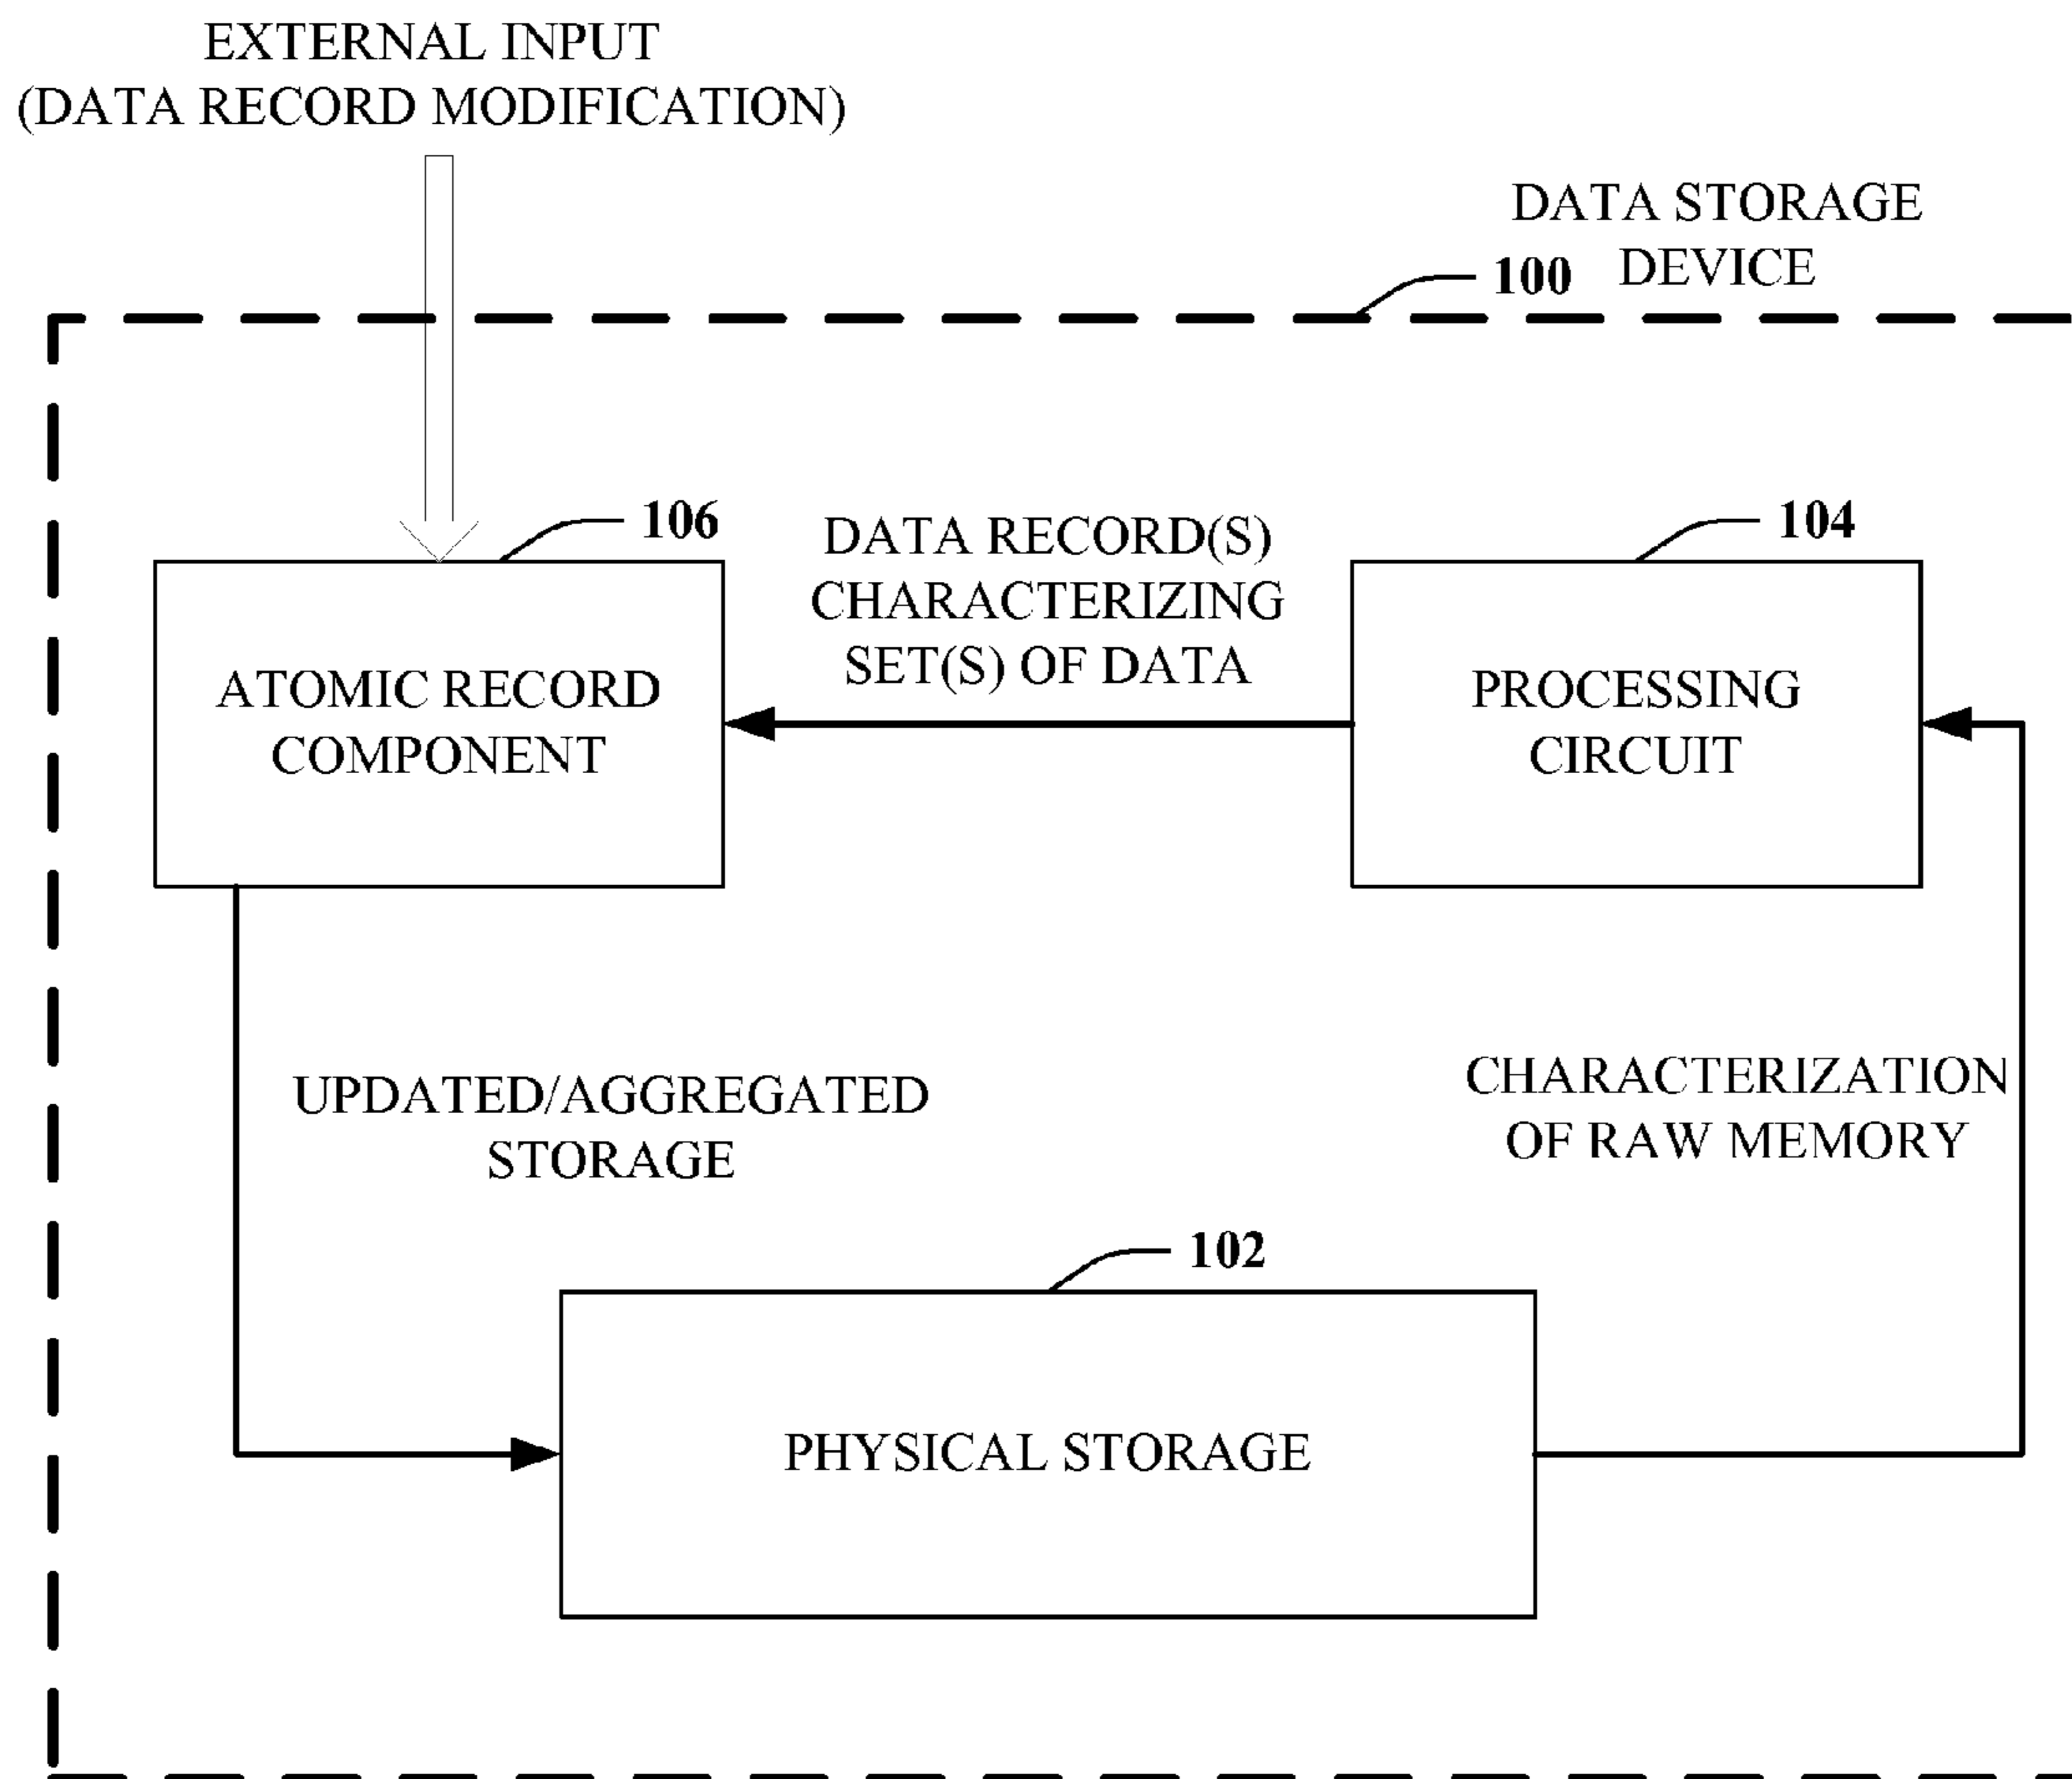 EXTERNAL INPUT
(DATA RECORD MODIFICATION)
DATA STORAGE
DEVICE
100
106
104
DATA RECORD(S)
CHARACTERIZING
SET(S) OF DATA
ATOMIC RECORD
COMPONENT
PROCESSING
CIRCUIT
UPDATED/AGGREGATED
STORAGE
CHARACTERIZATION
OF RAW MEMORY
102
PHYSICAL STORAGE